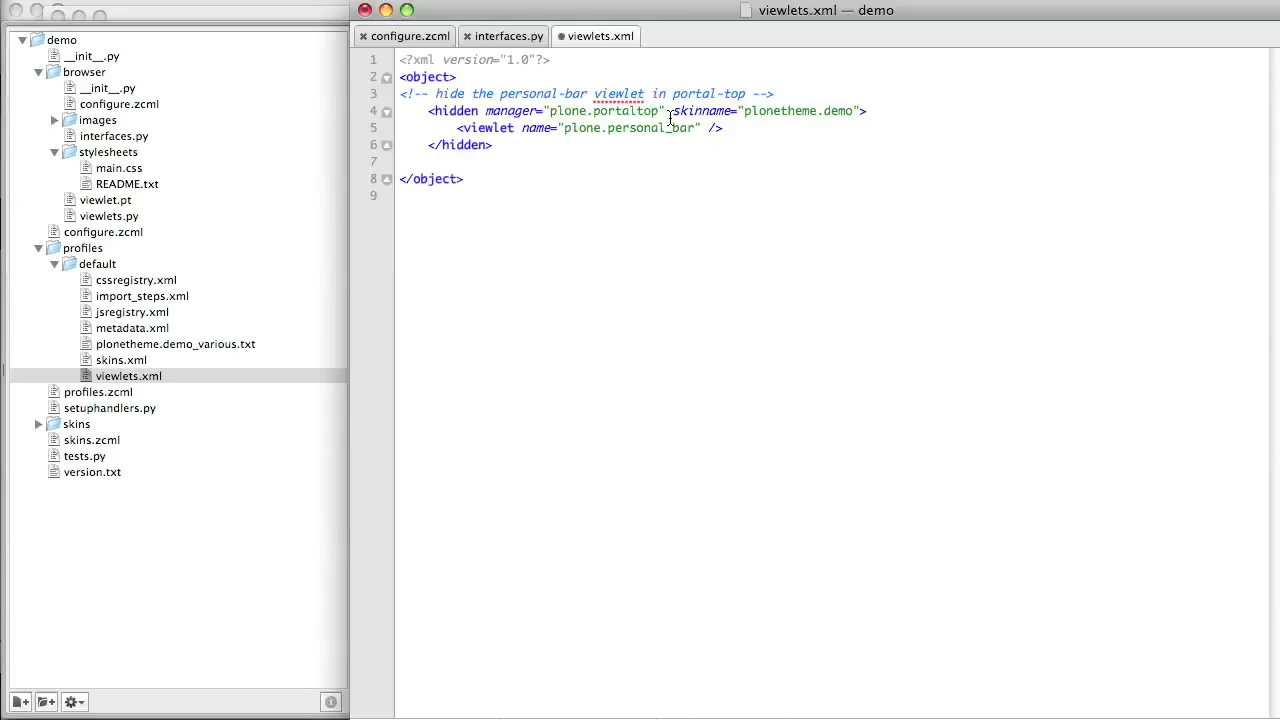 viewlets.xml — demo
demo
__init__.py
browser
__init__.py
configure.zcml
images
interfaces.py
stylesheets
main.css
README.txt
viewlet.pt
viewlets.py
configure.zcml
profiles
default
cssregistry.xml
import_steps.xml
jsregistry.xml
metadata.xml
plonetheme.demo_various.txt
skins.xml
viewlets.xml
profiles.zcml
setuphandlers.py
skins
skins.zcml
tests.py
version.txt
configure.zcml interfaces.py viewlets.xml
1 <?xml version="1.0"?>
2 <object>
3 <!-- hide the personal-bar viewlet in portal-top -->
4 <hidden manager="plone.portaltop" skinname="plonetheme.demo">
5 <viewlet name="plone.personal_bar" />
6 </hidden>
7
8 </object>
9